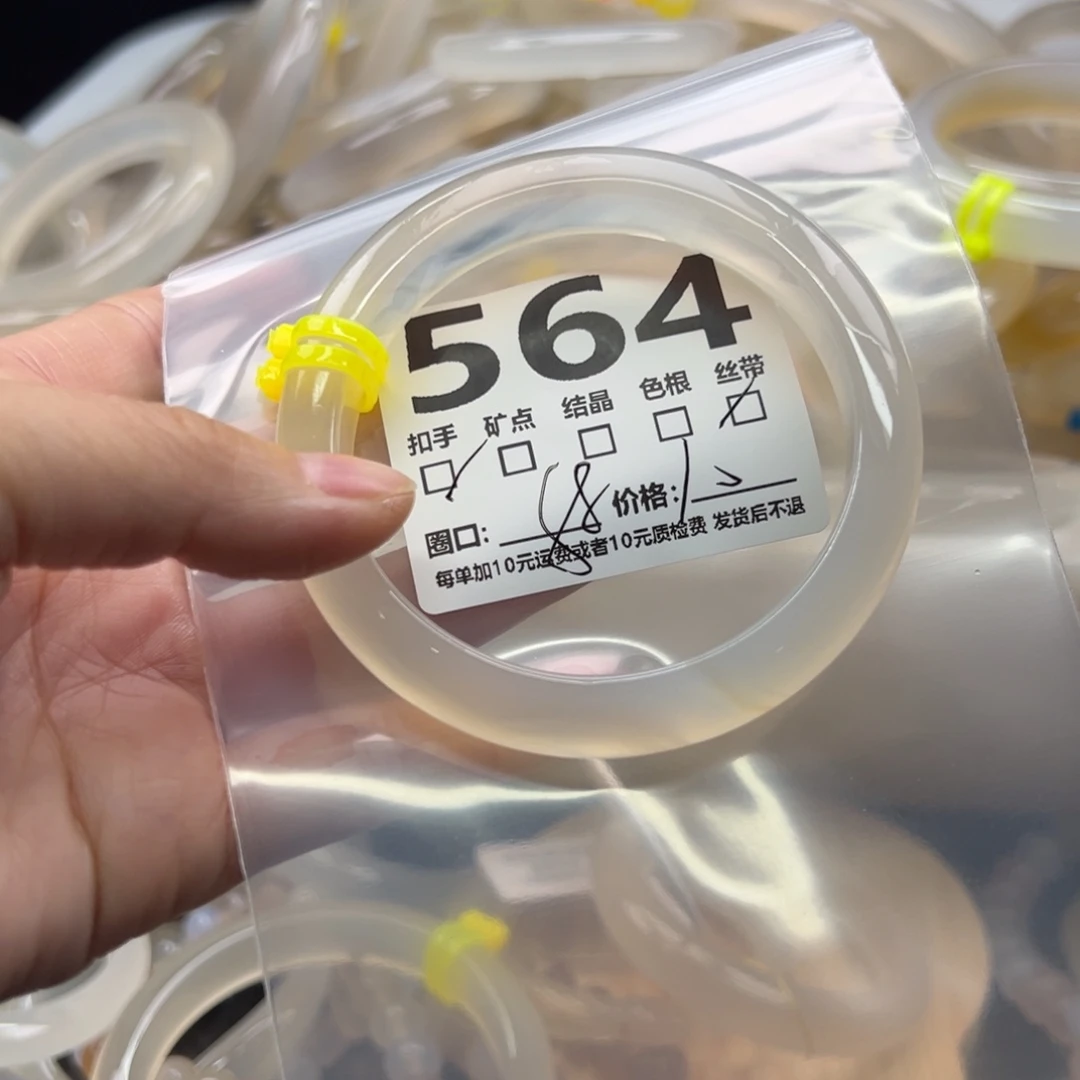 564
扣手 矿点 结晶 色根 丝带
圈口: 价格:
每单加10元运费或者10元质检费 发货后不退